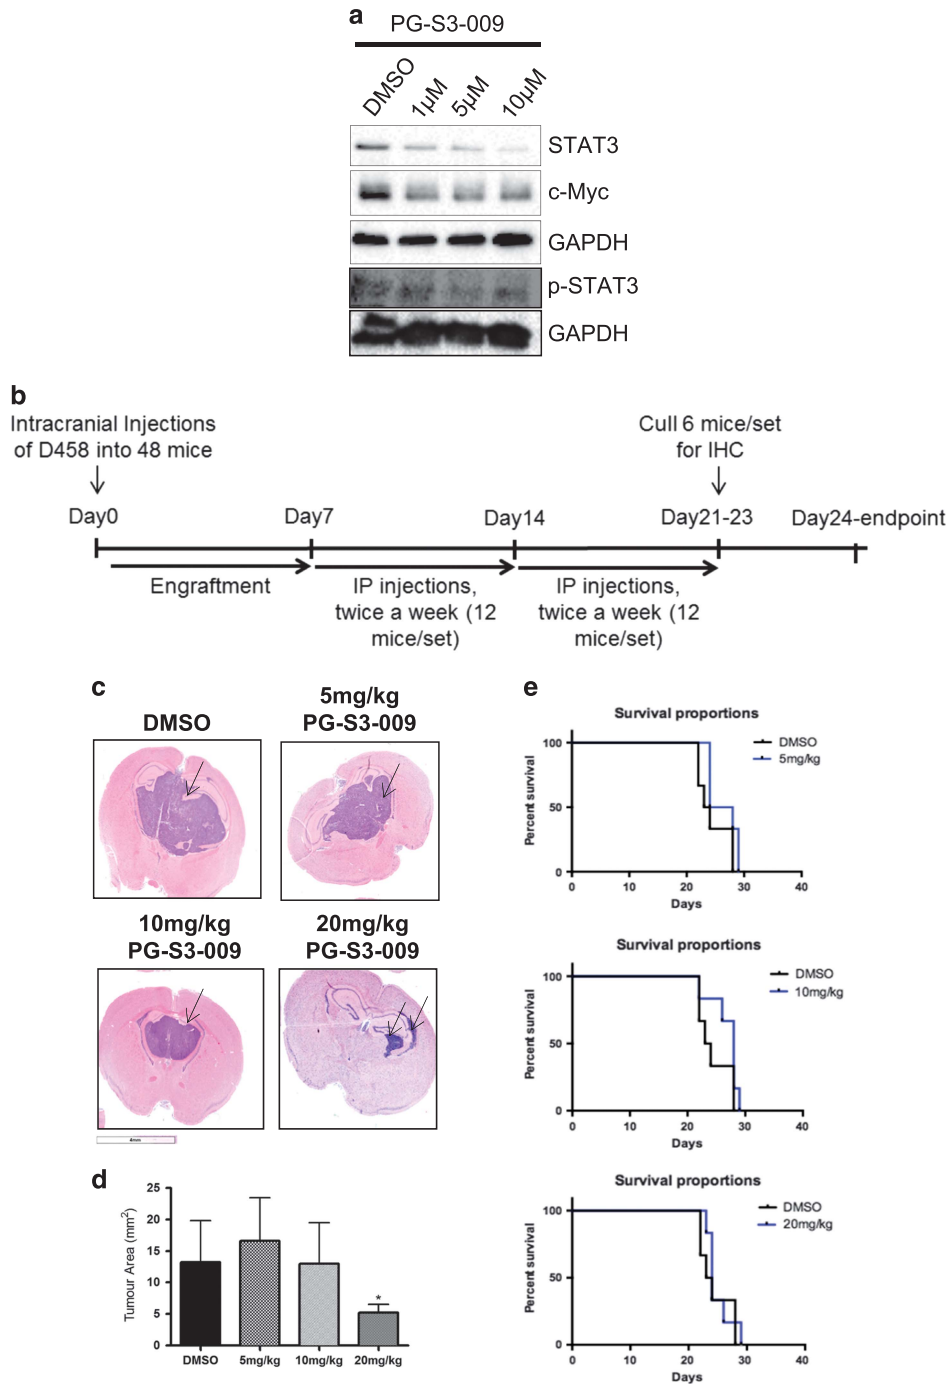 a
PG-S3-009
DMSO
1µM
5µM
10µM
STAT3
c-Myc
GAPDH
p-STAT3
GAPDH
b
Intracranial Injections
of D458 into 48 mice
Cull 6 mice/set
for IHC
Day0
Day7
Day14
Day21-23
Day24-endpoint
Engraftment
IP injections,
twice a week (12
mice/set)
IP injections,
twice a week (12
mice/set)
c
DMSO
5mg/kg
PG-S3-009
10mg/kg
PG-S3-009
20mg/kg
PG-S3-009
4mm
d
Tumour Area (mm²)
25
20
15
10
5
0
*
DMSO
5mg/kg
10mg/kg
20mg/kg
e
Survival proportions
DMSO
5mg/kg
Percent survival
100
50
0
0 10 20 30 40
Days
Survival proportions
DMSO
10mg/kg
Percent survival
100
50
0
0 10 20 30 40
Days
Survival proportions
DMSO
20mg/kg
Percent survival
100
50
0
0 10 20 30 40
Days